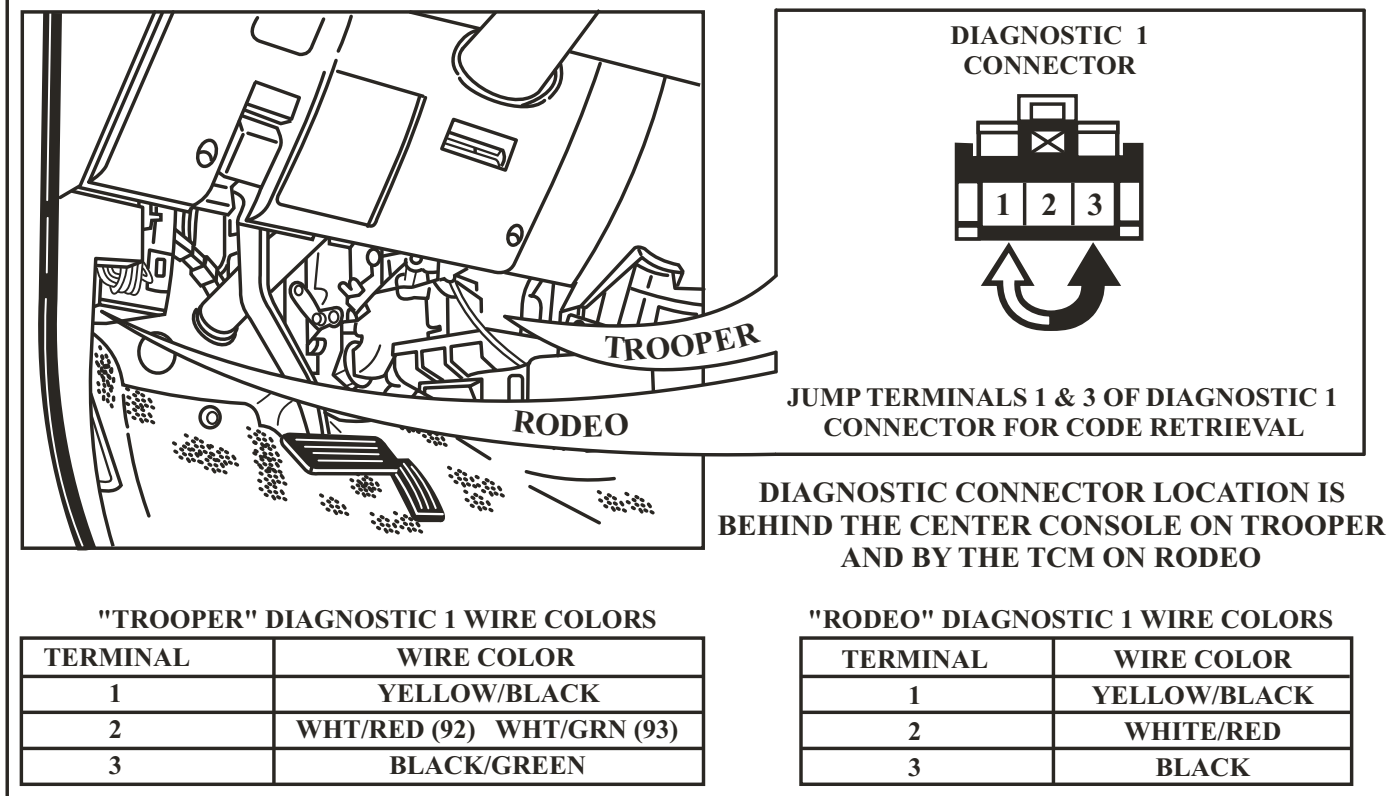 DIAGNOSTIC 1
CONNECTOR
1 2 3
TROOPER
RODEO
JUMP TERMINALS 1 & 3 OF DIAGNOSTIC 1
CONNECTOR FOR CODE RETRIEVAL
DIAGNOSTIC CONNECTOR LOCATION IS
BEHIND THE CENTER CONSOLE ON TROOPER
AND BY THE TCM ON RODEO
"TROOPER" DIAGNOSTIC 1 WIRE COLORS
TERMINAL WIRE COLOR
1 YELLOW/BLACK
2 WHT/RED (92) WHT/GRN (93)
3 BLACK/GREEN
"RODEO" DIAGNOSTIC 1 WIRE COLORS
TERMINAL WIRE COLOR
1 YELLOW/BLACK
2 WHITE/RED
3 BLACK